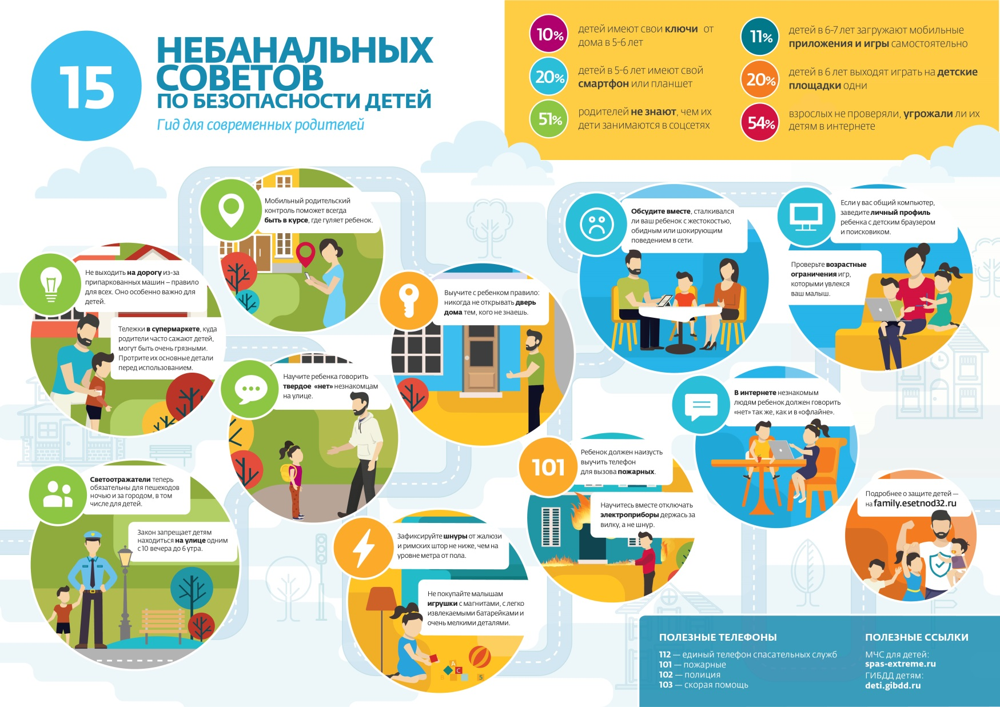 15
НЕБАНАЛЬНЫХ
СОВЕТОВ
ПО БЕЗОПАСНОСТИ ДЕТЕЙ
Гид для современных родителей
10%
детей имеют свои ключи от
дома в 5-6 лет
20%
детей в 5-6 лет имеют свой
смартфон или планшет
51%
родителей не знают, чем их
дети занимаются в соцсетях
11%
детей в 6-7 лет загружают мобильные
приложения и игры самостоятельно
20%
детей в 6 лет выходят играть на детские
площадки одни
54%
взрослых не проверяли, угрожали ли их
детям в интернете
Мобильный родительский
контроль поможет всегда
быть в курсе, где гуляет ребенок.
Не выходить на дорогу из-за
припаркованных машин – правило
для всех. Оно особенно важно для
детей.
Тележки в супермаркете, куда
родители часто сажают детей,
могут быть очень грязными.
Протрите их основные детали
перед использованием.
Научите ребенка говорить
твердое «нет» незнакомцам
на улице.
Светоотражатели теперь
обязательны для пешеходов
ночью и за городом, в том
числе для детей.
Закон запрещает детям
находиться на улице одним
с 10 вечера до 6 утра.
Выучите с ребенком правило:
никогда не открывать дверь
дома тем, кого не знаешь.
101
Ребенок должен наизусть
выучить телефон
для вызова пожарных.
Научитесь вместе отключать
электроприборы держась за
вилку, а не шнур.
Зафиксируйте шнуры от жалюзи
и римских штор не ниже, чем на
уровне метра от пола.
Не покупайте малышам
игрушки с магнитами, с легко
извлекаемыми батарейками и
очень мелкими деталями.
A
C
B
5
Обсудите вместе, сталкивался
ли ваш ребенок с жестокостью,
обидным или шокирующим
поведением в сети.
Если у вас общий компьютер,
заведите личный профиль
ребенка с детским браузером
и поисковиком.
Проверьте возрастные
ограничения игр,
которыми увлекся
ваш малыш.
В интернете незнакомым
людям ребенок должен говорить
«нет» так же, как и в «офлайне».
Подробнее о защите детей —
на family.esetnod32.ru
ПОЛЕЗНЫЕ ТЕЛЕФОНЫ
112 — единый телефон спасательных служб
101 — пожарные
102 — полиция
103 — скорая помощь
ПОЛЕЗНЫЕ ССЫЛКИ
МЧС для детей:
spas-extreme.ru
ГИБДД детям:
deti.gibdd.ru